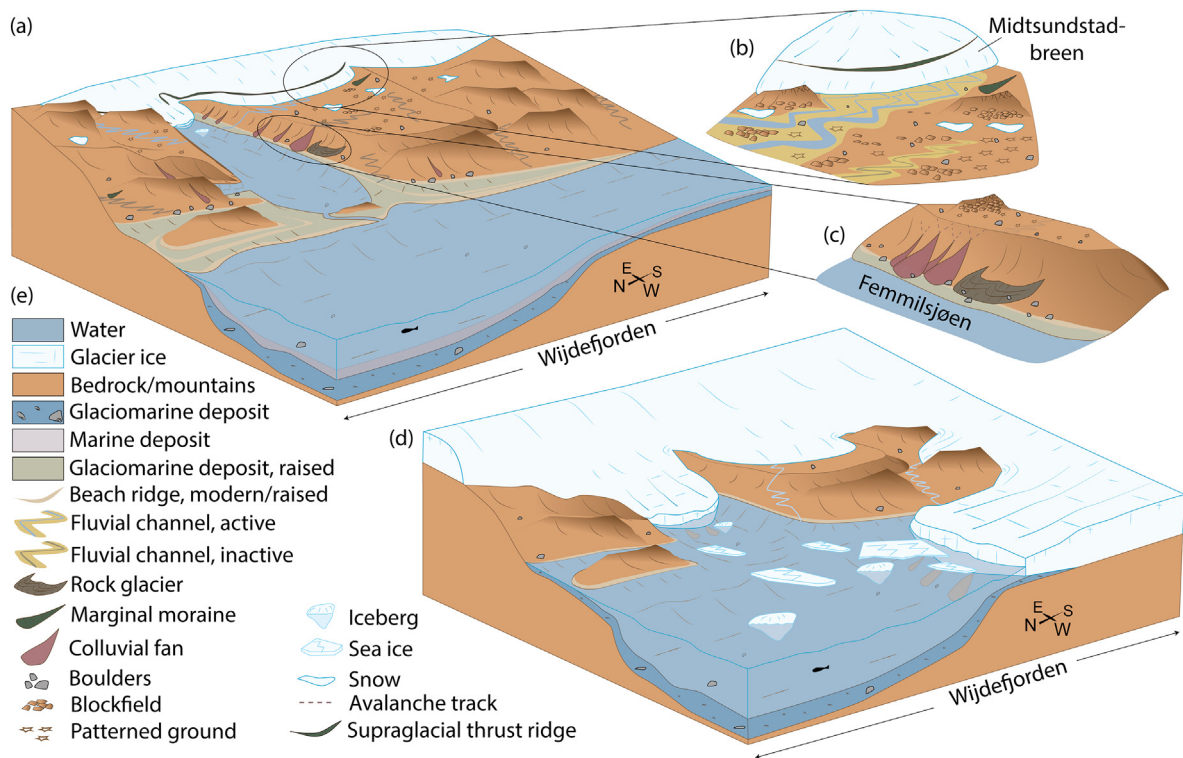 (a)
(b)
Midtsundstad-
breen
(c)
Femmilsjøen
E
S
N
W
Wijdefjorden
(e)
Water
Glacier ice
Bedrock/mountains
Glaciomarine deposit
Marine deposit
Glaciomarine deposit, raised
Beach ridge, modern/raised
Fluvial channel, active
Fluvial channel, inactive
Rock glacier
Marginal moraine
Colluvial fan
Boulders
Blockfield
Patterned ground
Iceberg
Sea ice
Snow
Avalanche track
Supraglacial thrust ridge
(d)
E
S
N
W
Wijdefjorden